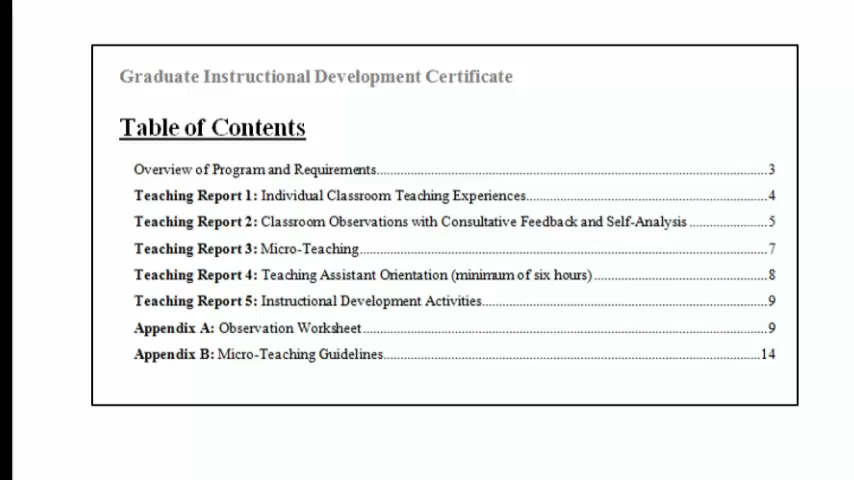 Graduate Instructional Development Certificate
Table of Contents
Overview of Program and Requirements........................................3
Teaching Report 1: Individual Classroom Teaching Experiences........................................4
Teaching Report 2: Classroom Observations with Consultative Feedback and Self-Analysis........................................5
Teaching Report 3: Micro-Teaching........................................7
Teaching Report 4: Teaching Assistant Orientation (minimum of six hours)........................................8
Teaching Report 5: Instructional Development Activities........................................9
Appendix A: Observation Worksheet........................................9
Appendix B: Micro-Teaching Guidelines........................................14